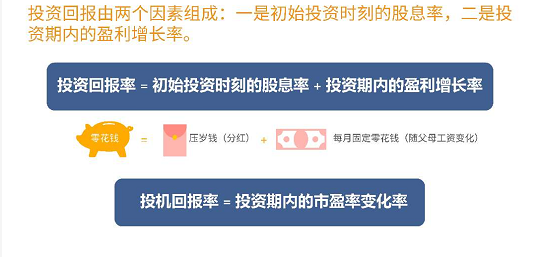 投资回报由两个因素组成：一是初始投资时刻的股息率，二是投
资期内的盈利增长率。
投资回报率 = 初始投资时刻的股息率 + 投资期内的盈利增长率
零花钱 = 压岁钱（分红） + 每月固定零花钱（随父母工资变化）
投机回报率 = 投资期内的市盈率变化率